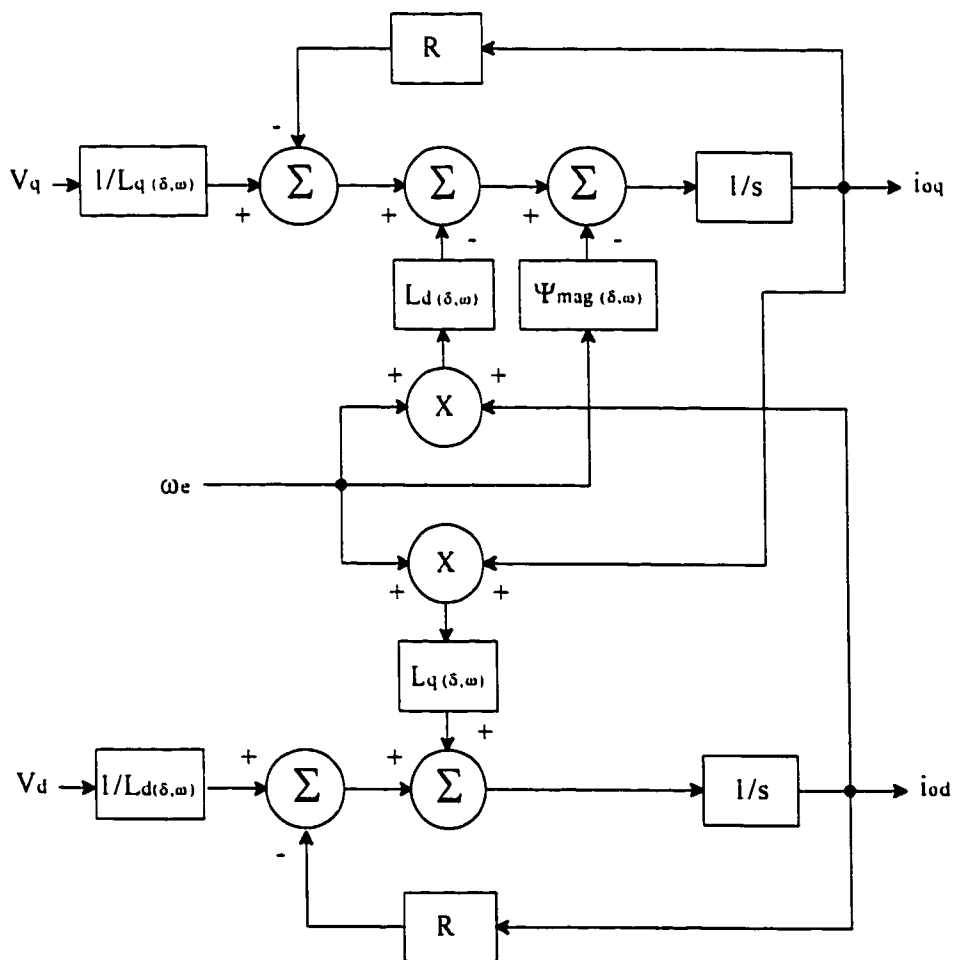 R
-
Vq 1/Lq (δ,ω) + Σ + Σ + Σ 1/s ioq
- -
Ld (δ,ω) Ψmag (δ,ω)
+ X +
ωe
X
+ +
Lq (δ,ω)
+
Vd 1/Ld(δ,ω) + Σ + Σ 1/s iod
-
R